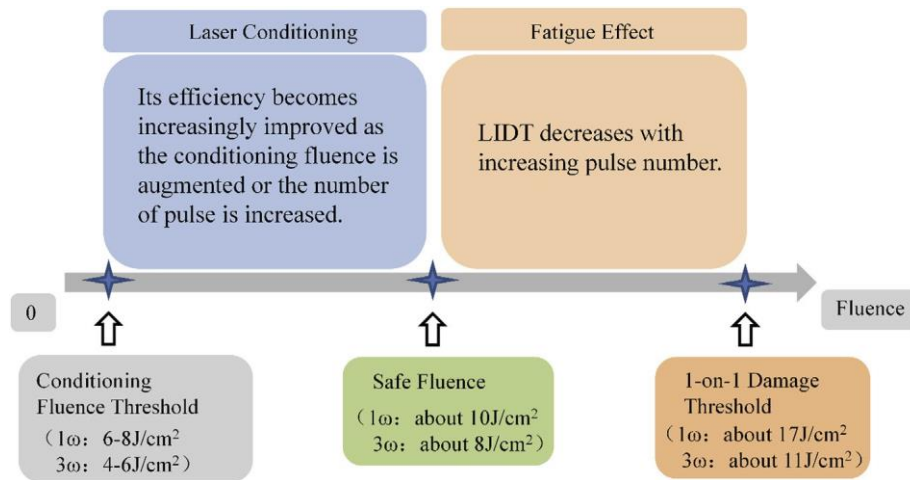 Laser Conditioning
Fatigue Effect
Its efficiency becomes
increasingly improved as
the conditioning fluence is
augmented or the number
of pulse is increased.
LIDT decreases with
increasing pulse number.
0
Fluence
Conditioning
Fluence Threshold
(1ω: 6-8J/cm²
3ω: 4-6J/cm²)
Safe Fluence
(1ω: about 10J/cm²
3ω: about 8J/cm²)
1-on-1 Damage
Threshold
(1ω: about 17J/cm²
3ω: about 11J/cm²)